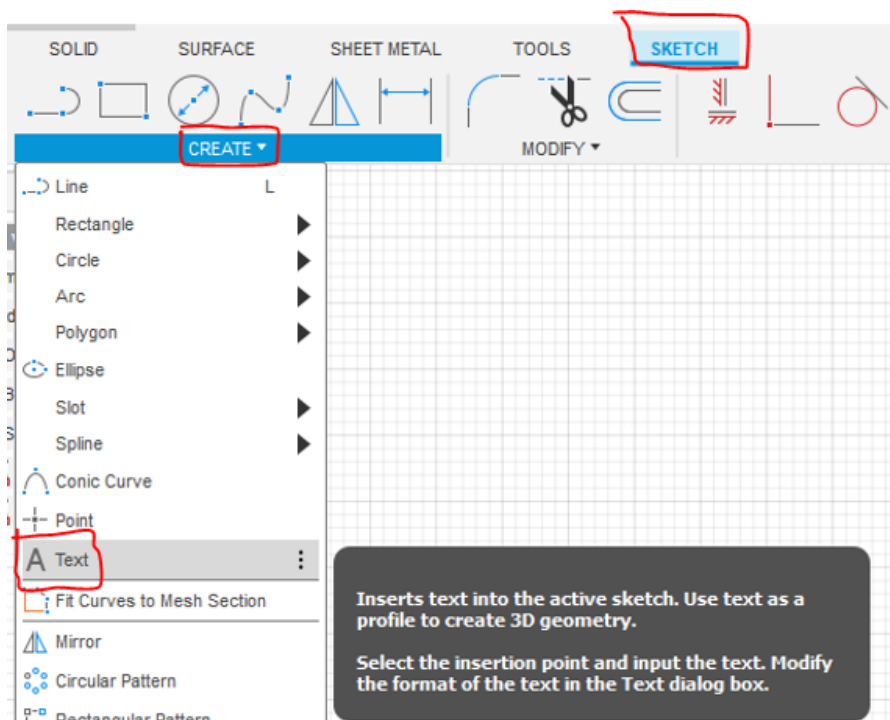 SOLID SURFACE SHEET METAL TOOLS SKETCH
CREATE ▼ MODIFY ▼
Line L
Rectangle
Circle
Arc
Polygon
Ellipse
Slot
Spline
Conic Curve
Point
A Text
Fit Curves to Mesh Section
Mirror
Circular Pattern
Rectangular Pattern
Inserts text into the active sketch. Use text as a
profile to create 3D geometry.
Select the insertion point and input the text. Modify
the format of the text in the Text dialog box.